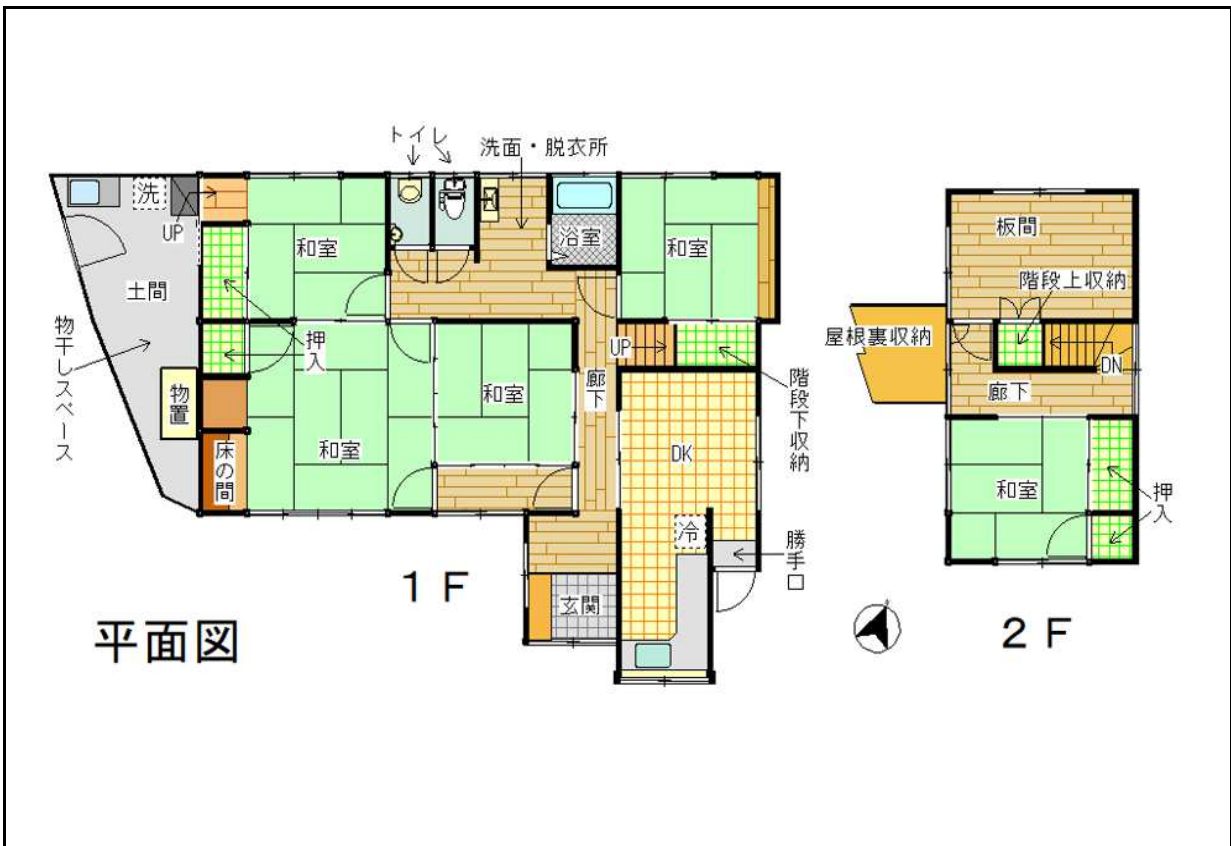 トイレ
洗面・脱衣所
洗
UP
和室
浴室
和室
土間
物干しスペース
押入
UP
廊下
階段下収納
物置
和室
和室
床の間
DK
冷
勝手口
玄関
1F
平面図
板間
階段上収納
屋根裏収納
DN
廊下
和室
押入
2F